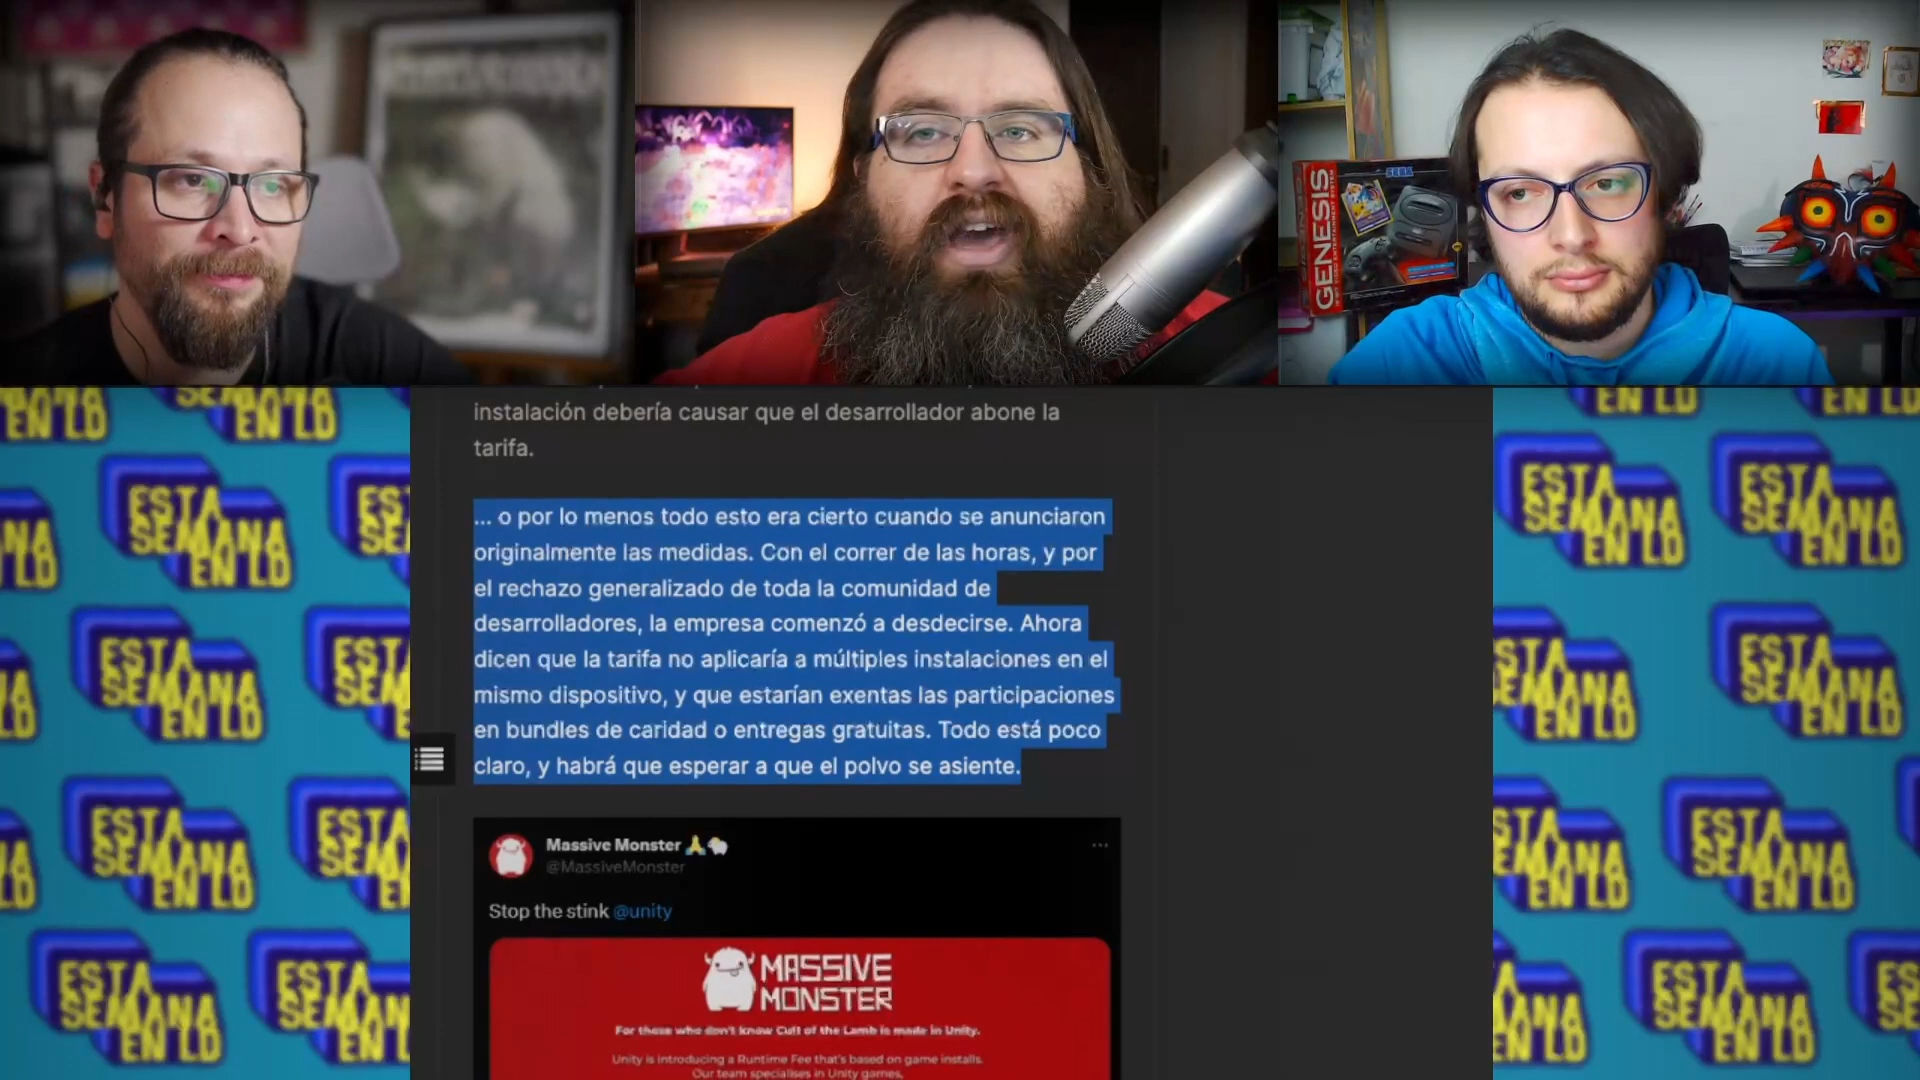 SEGA
GENESIS
instalación debería causar que el desarrollador abone la
tarifa.
... o por lo menos todo esto era cierto cuando se anunciaron
originalmente las medidas. Con el correr de las horas, y por
el rechazo generalizado de toda la comunidad de
desarrolladores, la empresa comenzó a desdecirse. Ahora
dicen que la tarifa no aplicaría a múltiples instalaciones en el
mismo dispositivo, y que estarían exentas las participaciones
en bundles de caridad o entregas gratuitas. Todo está poco
claro, y habrá que esperar a que el polvo se asiente.
Massive Monster
@MassiveMonster
Stop the stink @unity
MASSIVE
MONSTER
For those who don't know Cult of the Lamb is made in Unity.
Unity is introducing a Runtime Fee that's based on game installs.
Our team specialises in Unity games,
ESTA
SEMANA
EN LD